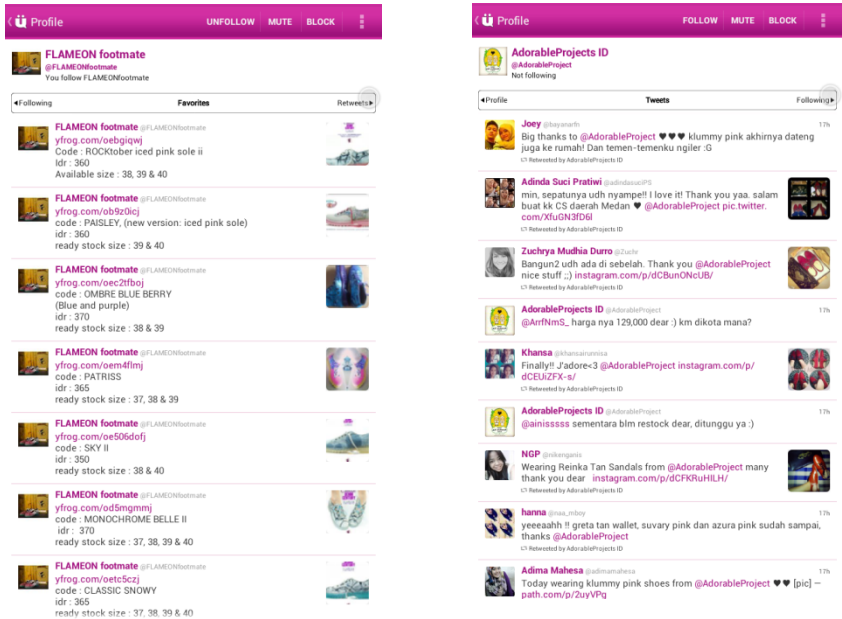 Profile
UNFOLLOW MUTE BLOCK
FLAMEON footmate
@FLAMEONfootmate
You follow FLAMEONfootmate
Following Favorites Retweets
FLAMEON footmate @FLAMEONfootmate
yfrog.com/oebgiqwj
Code : ROCKtober iced pink sole ii
Idr : 360
Available size : 38, 39 & 40
FLAMEON footmate @FLAMEONfootmate
yfrog.com/ob9z0icj
code : PAISLEY, (new version: iced pink sole)
idr : 360
ready stock size : 39 & 40
FLAMEON footmate @FLAMEONfootmate
yfrog.com/oec2tfboj
code : OMBRE BLUE BERRY
(Blue and purple)
idr : 370
ready stock size : 38 & 39
FLAMEON footmate @FLAMEONfootmate
yfrog.com/oem4flmj
code : PATRISS
idr : 365
ready stock size : 37, 38 & 39
FLAMEON footmate @FLAMEONfootmate
yfrog.com/oe506dofj
code : SKY II
idr : 350
ready stock size : 38 & 40
FLAMEON footmate @FLAMEONfootmate
yfrog.com/od5mgmmj
code : MONOCHROME BELLE II
idr : 370
ready stock size : 37, 38, 39 & 40
FLAMEON footmate @FLAMEONfootmate
yfrog.com/oetc5czj
code : CLASSIC SNOWY
idr : 365
ready stock size : 37, 38, 39 & 40
Profile
FOLLOW MUTE BLOCK
AdorableProjects ID
@AdorableProject
Not following
Profile Tweets Following
Joey @bayanarfn 17h
Big thanks to @AdorableProject ♥♥♥ klummy pink akhirnya dateng
juga ke rumah! Dan temen-temenku ngiler :G
Retweeted by AdorableProjects ID
Adinda Suci Pratiwi @adindasuciPS
min, sepatunya udh nyampe!! I love it! Thank you yaa. salam
buat kk CS daerah Medan ♥ @AdorableProject pic.twitter.
com/XfuGN3fD6l
Retweeted by AdorableProjects ID
Zuchrya Mudhia Durro @Zuchr
Bangun2 udh ada di sebelah. Thank you @AdorableProject
nice stuff ;;) instagram.com/p/dCBunONcUB/
Retweeted by AdorableProjects ID
AdorableProjects ID @AdorableProject 17h
@ArrfNmS_ harga nya 129,000 dear :) km dikota mana?
Khansa @khansairunnisa
Finally!! J'adore<3 @AdorableProject instagram.com/p/
dCEUiZFX-s/
Retweeted by AdorableProjects ID
AdorableProjects ID @AdorableProject 17h
@ainisssss sementara blm restock dear, ditunggu ya :)
NGP @nikenganis
Wearing Reinka Tan Sandals from @AdorableProject many
thank you dear instagram.com/p/dCFKRuHILH/
Retweeted by AdorableProjects ID
hanna @naa_mboy 17h
yeeeaahh !! greta tan wallet, suvary pink dan azura pink sudah sampai,
thanks @AdorableProject
Retweeted by AdorableProjects ID
Adima Mahesa @adimamahesa 17h
Today wearing klummy pink shoes from @AdorableProject ♥♥ [pic] —
path.com/p/2uyVPg